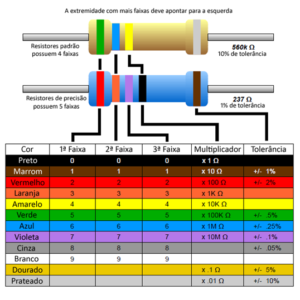 A extremidade com mais faixas deve apontar para a esquerda
Resistores padrão
possuem 4 faixas
560k Ω
10% de tolerância
Resistores de precisão
possuem 5 faixas
237 Ω
1% de tolerância
Cor 1ª Faixa 2ª Faixa 3ª Faixa Multiplicador Tolerância
Preto 0 0 0 x 1 Ω
Marrom 1 1 1 x 10 Ω +/- 1%
Vermelho 2 2 2 x 100 Ω +/- 2%
Laranja 3 3 3 x 1K Ω
Amarelo 4 4 4 x 10K Ω
Verde 5 5 5 x 100K Ω +/- .5%
Azul 6 6 6 x 1M Ω +/- .25%
Violeta 7 7 7 x 10M Ω +/- .1%
Cinza 8 8 8 +/- .05%
Branco 9 9 9
Dourado x .1 Ω +/- 5%
Prateado x .01 Ω +/- 10%